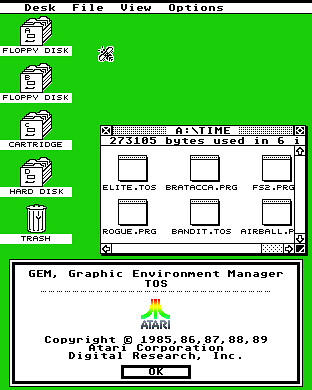 Desk File View Options
A
FLOPPY DISK
B
FLOPPY DISK
CARTRIDGE
HARD DISK
TRASH
A:\TIME
273105 bytes used in 6 i
ELITE.TOS BRATACCA.PRG FS2.PRG
ROGUE.PRG BANDIT.TOS AIRBALL.P
GEM, Graphic Environment Manager
TOS
ATARI
Copyright © 1985,86,87,88,89
Atari Corporation
Digital Research, Inc.
OK